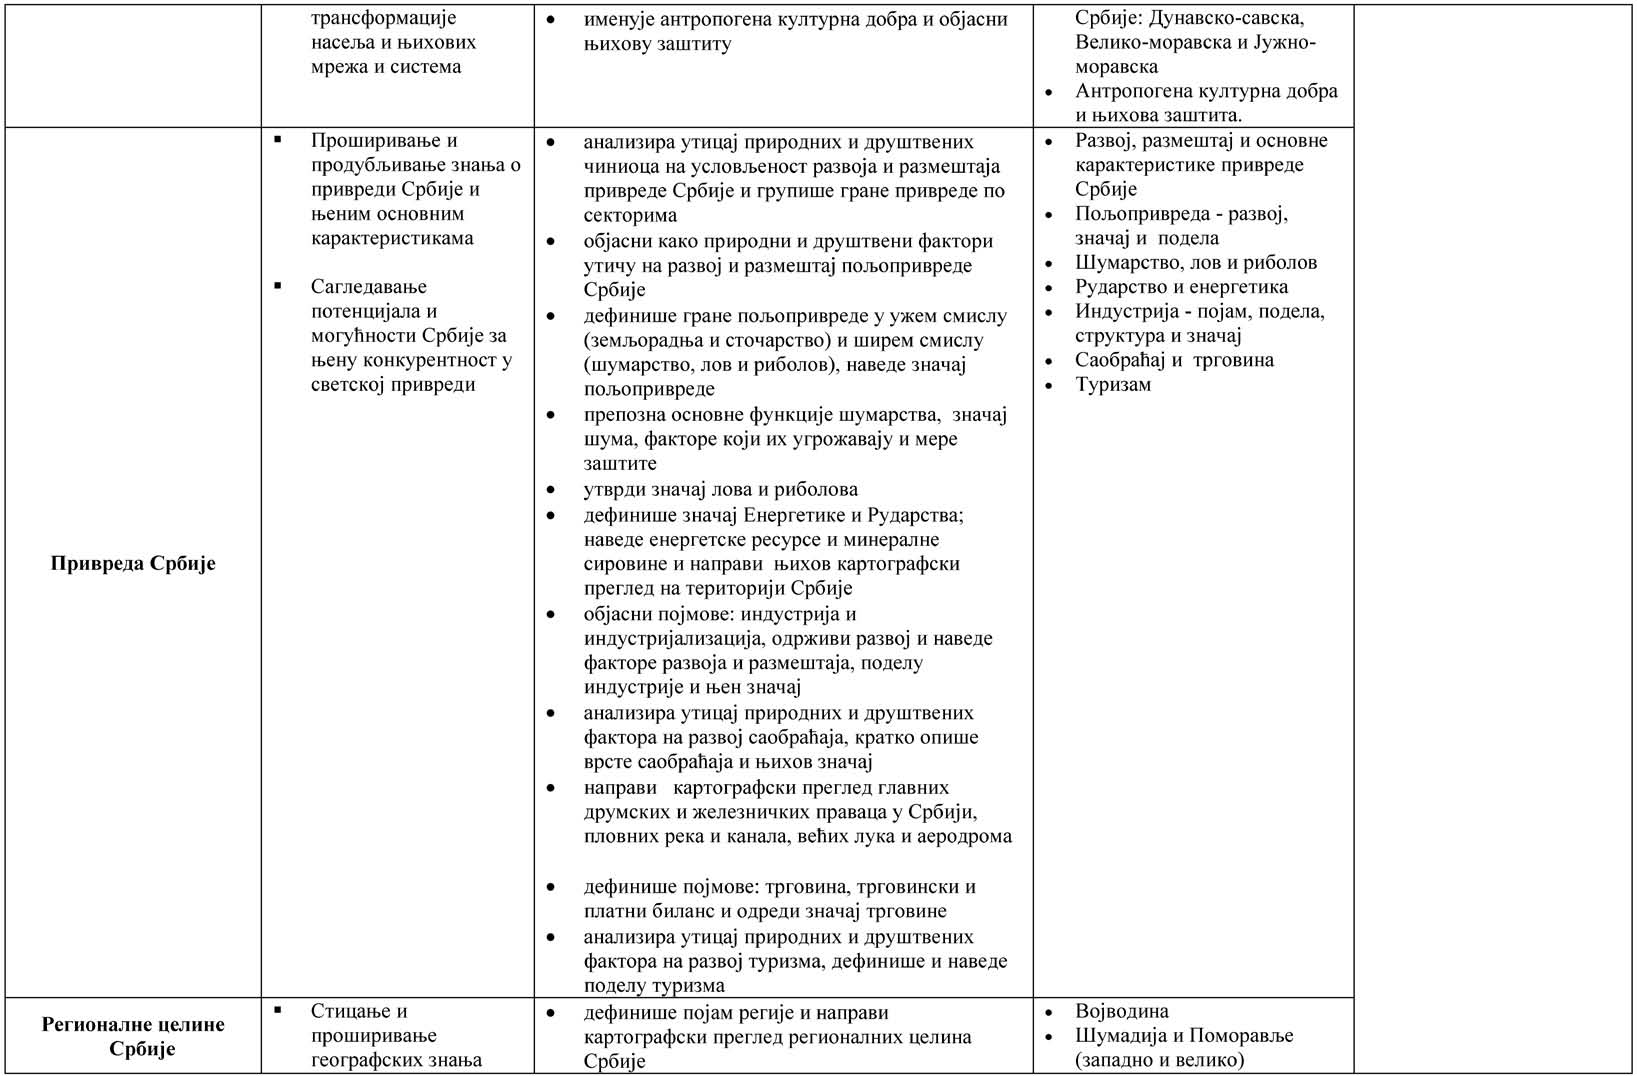 трансформације
насеља и њихових
мрежа и система
именује антропогена културна добра и објасни
њихову заштиту
Србије: Дунавско-савска,
Велико-моравска и Јужно-
моравска
Антропогена културна добра
и њихова заштита.
Привреда Србије
Проширивање и
продубљивање знања о
привреди Србије и
њеним основним
карактеристикама
Сагледавање
потенцијала и
могућности Србије за
њену конкурентност у
светској привреди
анализира утицај природних и друштвених
чиниоца на условљеност развоја и размештаја
привреде Србије и групише гране привреде по
секторима
објасни како природни и друштвени фактори
утичу на развој и размештај пољопривреде
Србије
дефинише гране пољопривреде у ужем смислу
(земљорадња и сточарство) и ширем смислу
(шумарство, лов и риболов), наведе значај
пољопривреде
препозна основне функције шумарства,  значај
шума, факторе који их угрожавају и мере
заштите
утврди значај лова и риболова
дефинише значај Енергетике и Рударства;
наведе енергетске ресурсе и минералне
сировине и направи  њихов картографски
преглед на територији Србије
објасни појмове: индустрија и
индустријализација, одрживи развој и наведе
факторе развоја и размештаја, поделу
индустрије и њен значај
анализира утицај природних и друштвених
фактора на развој саобраћаја, кратко опише
врсте саобраћаја и њихов значај
направи   картографски преглед главних
друмских и железничких праваца у Србији,
пловних река и канала, већих лука и аеродрома
дефинише појмове: трговина, трговински и
платни биланс и одреди значај трговине
анализира утицај природних и друштвених
фактора на развој туризма, дефинише и наведе
поделу туризма
Развој, размештај и основне
карактеристике привреде
Србије
Пољопривреда - развој,
значај и  подела
Шумарство, лов и риболов
Рударство и енергетика
Индустрија - појам, подела,
структура и значај
Саобраћај и  трговина
Туризам
Регионалне целине
Србије
Стицање и
проширивање
географских знања
дефинише појам регије и направи
картографски преглед регионалних целина
Србије
Војводина
Шумадија и Поморавље
(западно и велико)